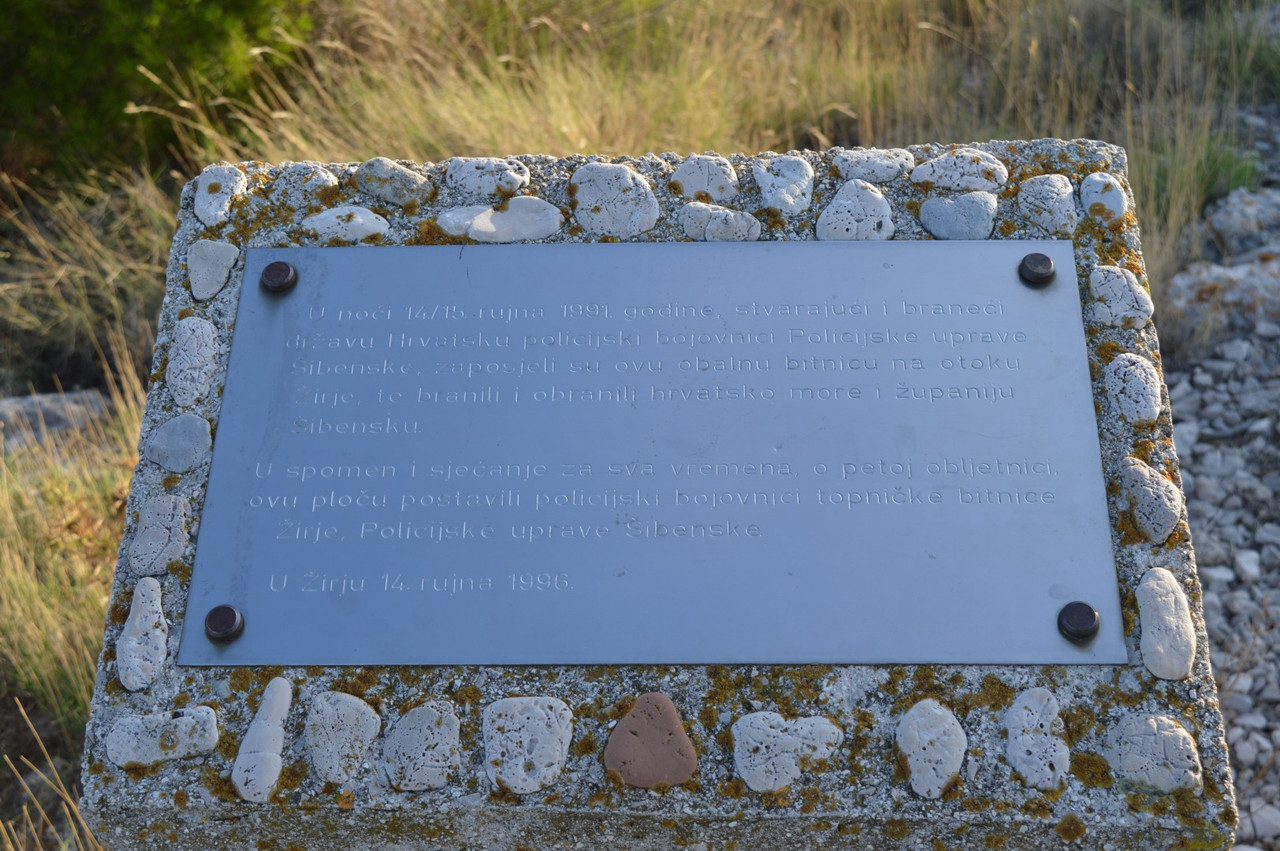 U noći 14/15. rujna 1991. godine, stvarajući i braneći
državu Hrvatsku policijski bojovnici Policijske uprave
Šibenske, zaposjeli su ovu obalnu bitnicu na otoku
Žirje, te branili i obranili hrvatsko more i županiju
Šibensku.
U spomen i sjećanje za sva vremena, o petoj obljetnici,
ovu ploču postavili policijski bojovnici topničke bitnice
Žirje, Policijske uprave Šibenske.
U Žirju 14. rujna 1996.